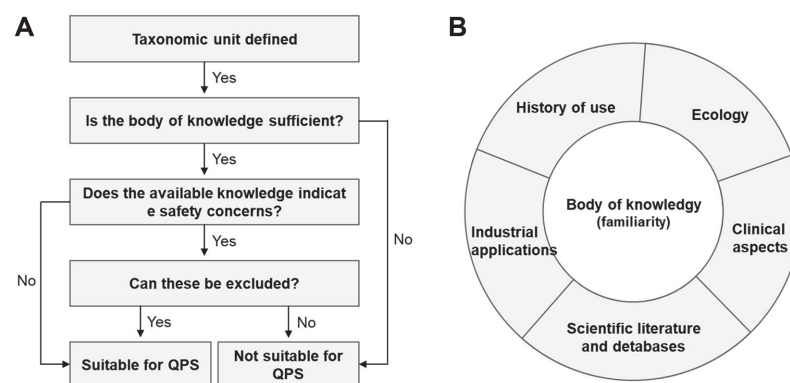 A
Taxonomic unit defined
Yes
Is the body of knowledge sufficient?
Yes
Does the available knowledge indicat
e safety concerns?
Yes
No
No
Can these be excluded?
Yes
No
Suitable for QPS
Not suitable for
QPS
B
History of use
Ecology
Body of knowledgy
(familiarity)
Industrial
applications
Clinical
aspects
Scientific literature
and detabases